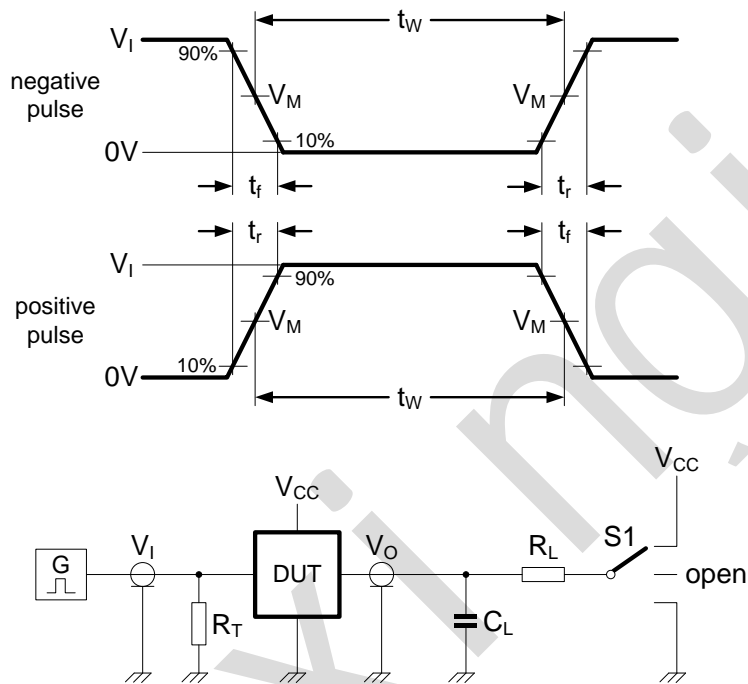 V_I
90%
t_W
negative
pulse
V_M
V_M
0V
10%
t_f
t_r
t_r
t_f
V_I
90%
positive
pulse
V_M
V_M
10%
0V
t_W
V_CC
V_CC
G
V_I
DUT
V_O
R_L
S1
open
R_T
C_L
xing